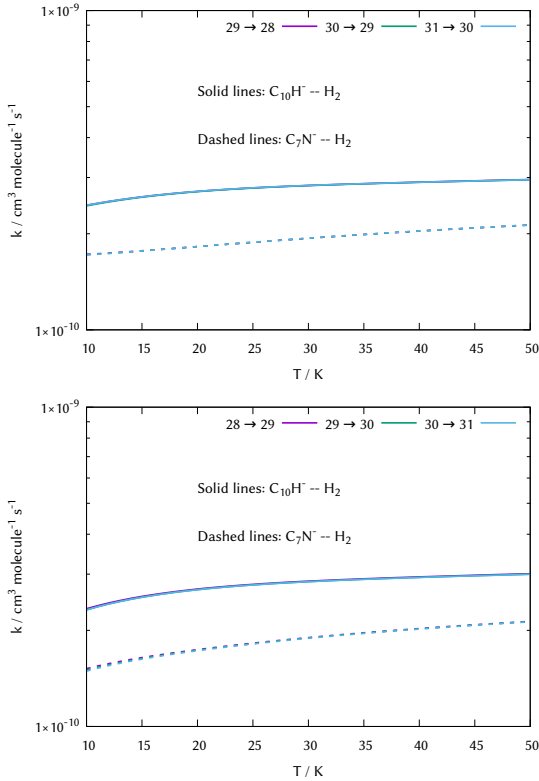 1×10⁻⁹
29 → 28 30 → 29 31 → 30
Solid lines: C₁₀H⁻ -- H₂
Dashed lines: C₇N⁻ -- H₂
k / cm³ molecule⁻¹ s⁻¹
1×10⁻¹⁰
10 15 20 25 30 35 40 45 50
T / K
1×10⁻⁹
28 → 29 29 → 30 30 → 31
Solid lines: C₁₀H⁻ -- H₂
Dashed lines: C₇N⁻ -- H₂
k / cm³ molecule⁻¹ s⁻¹
1×10⁻¹⁰
10 15 20 25 30 35 40 45 50
T / K